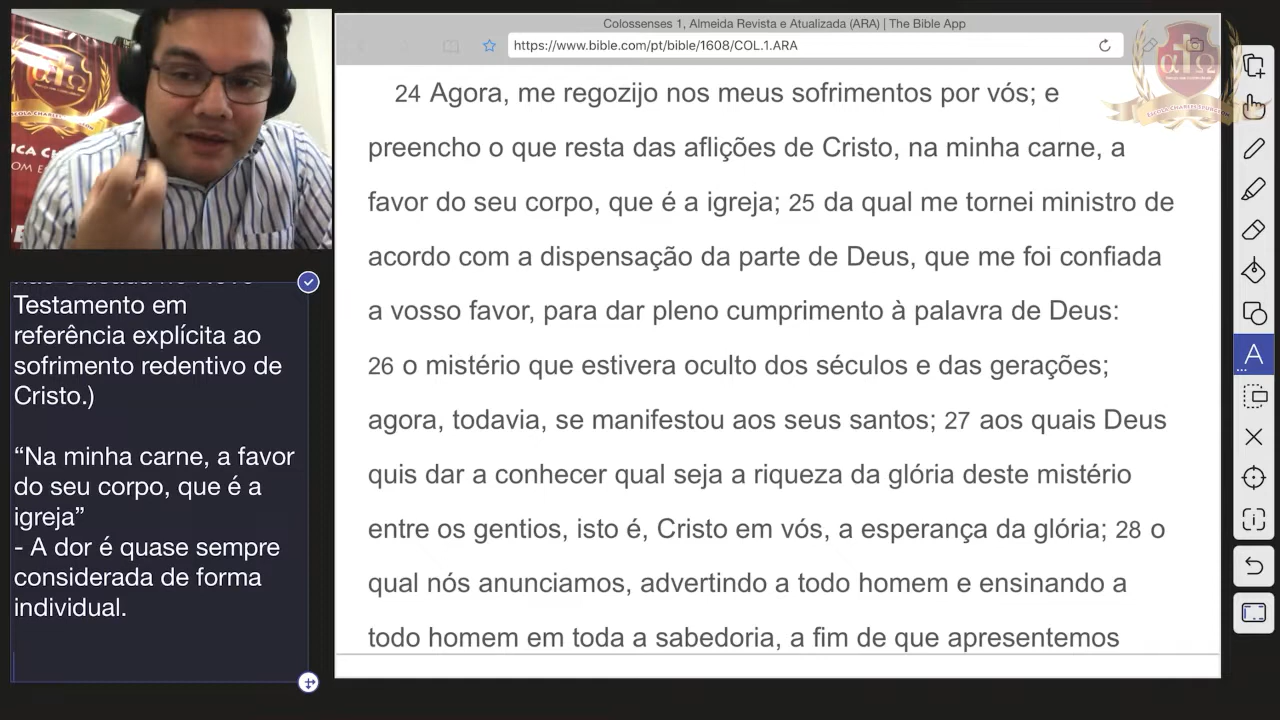 Colossenses 1, Almeida Revista e Atualizada (ARA) | The Bible App
https://www.bible.com/pt/bible/1608/COL.1.ARA
24 Agora, me regozijo nos meus sofrimentos por vós; e
preencho o que resta das aflições de Cristo, na minha carne, a
favor do seu corpo, que é a igreja; 25 da qual me tornei ministro de
acordo com a dispensação da parte de Deus, que me foi confiada
a vosso favor, para dar pleno cumprimento à palavra de Deus:
26 o mistério que estivera oculto dos séculos e das gerações;
agora, todavia, se manifestou aos seus santos; 27 aos quais Deus
quis dar a conhecer qual seja a riqueza da glória deste mistério
entre os gentios, isto é, Cristo em vós, a esperança da glória; 28 o
qual nós anunciamos, advertindo a todo homem e ensinando a
todo homem em toda a sabedoria, a fim de que apresentemos
Testamento em
referência explícita ao
sofrimento redentivo de
Cristo.)
“Na minha carne, a favor
do seu corpo, que é a
igreja”
- A dor é quase sempre
considerada de forma
individual.
A
α Ω
ESCOLA CHARLES SPURGEON